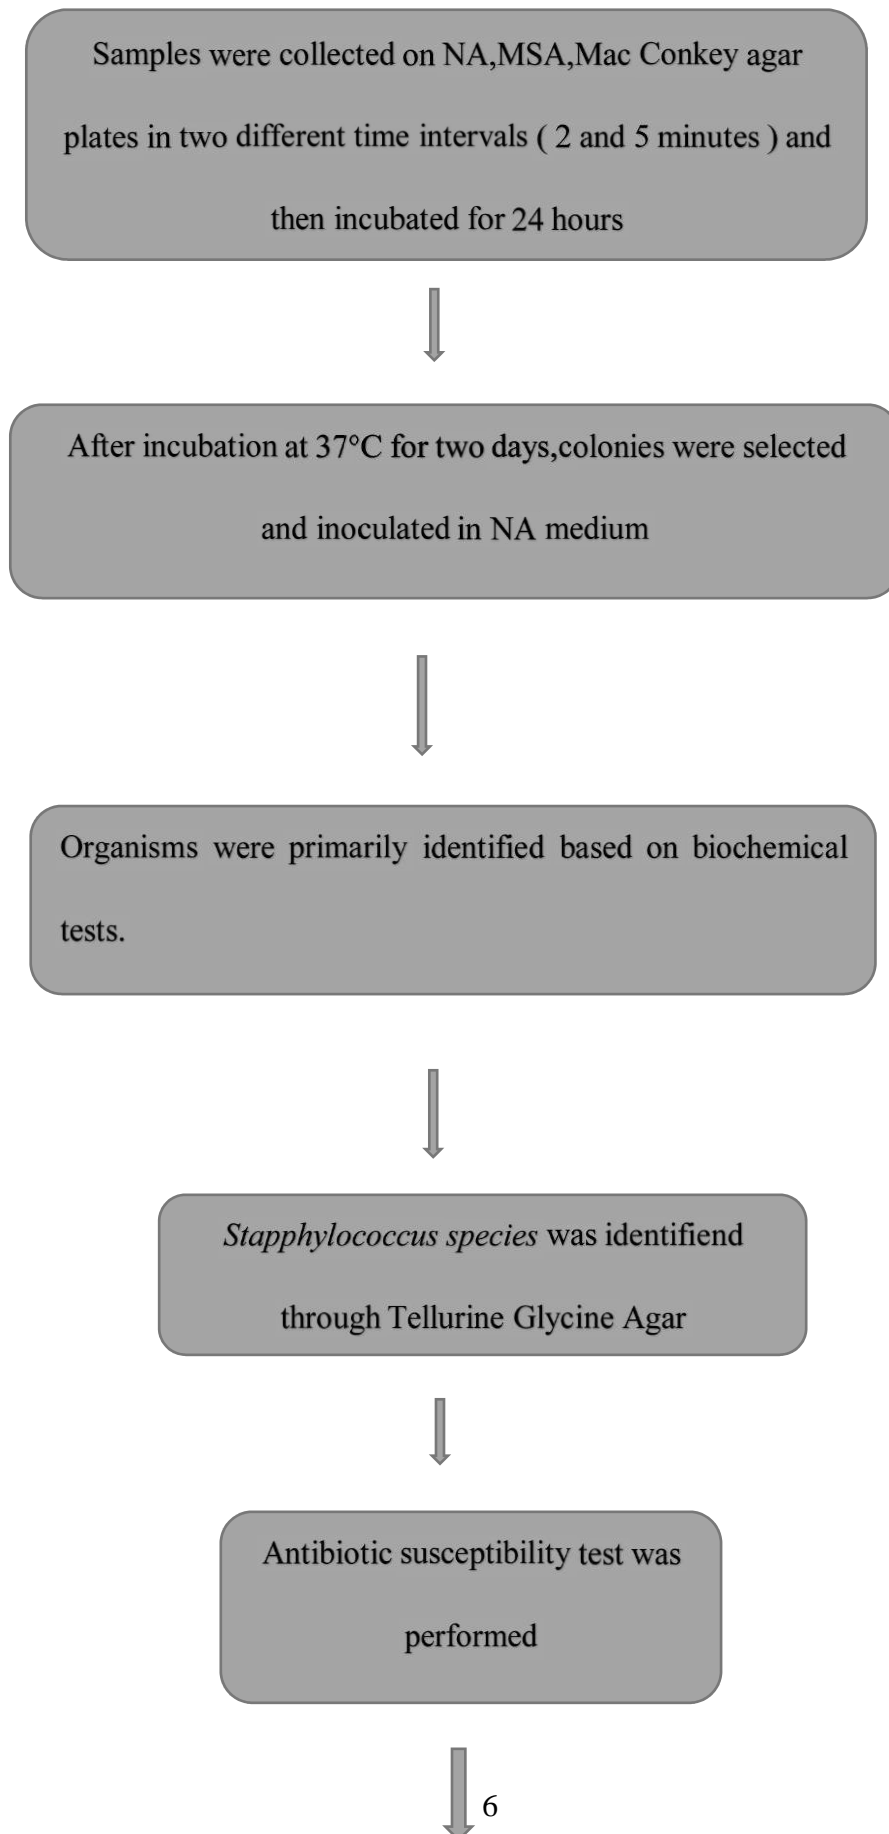 Samples were collected on NA,MSA,Mac Conkey agar
plates in two different time intervals ( 2 and 5 minutes ) and
then incubated for 24 hours
After incubation at 37°C for two days,colonies were selected
and inoculated in NA medium
Organisms were primarily identified based on biochemical
tests.
Stapphylococcus species was identifiend
through Tellurine Glycine Agar
Antibiotic susceptibility test was
performed
6